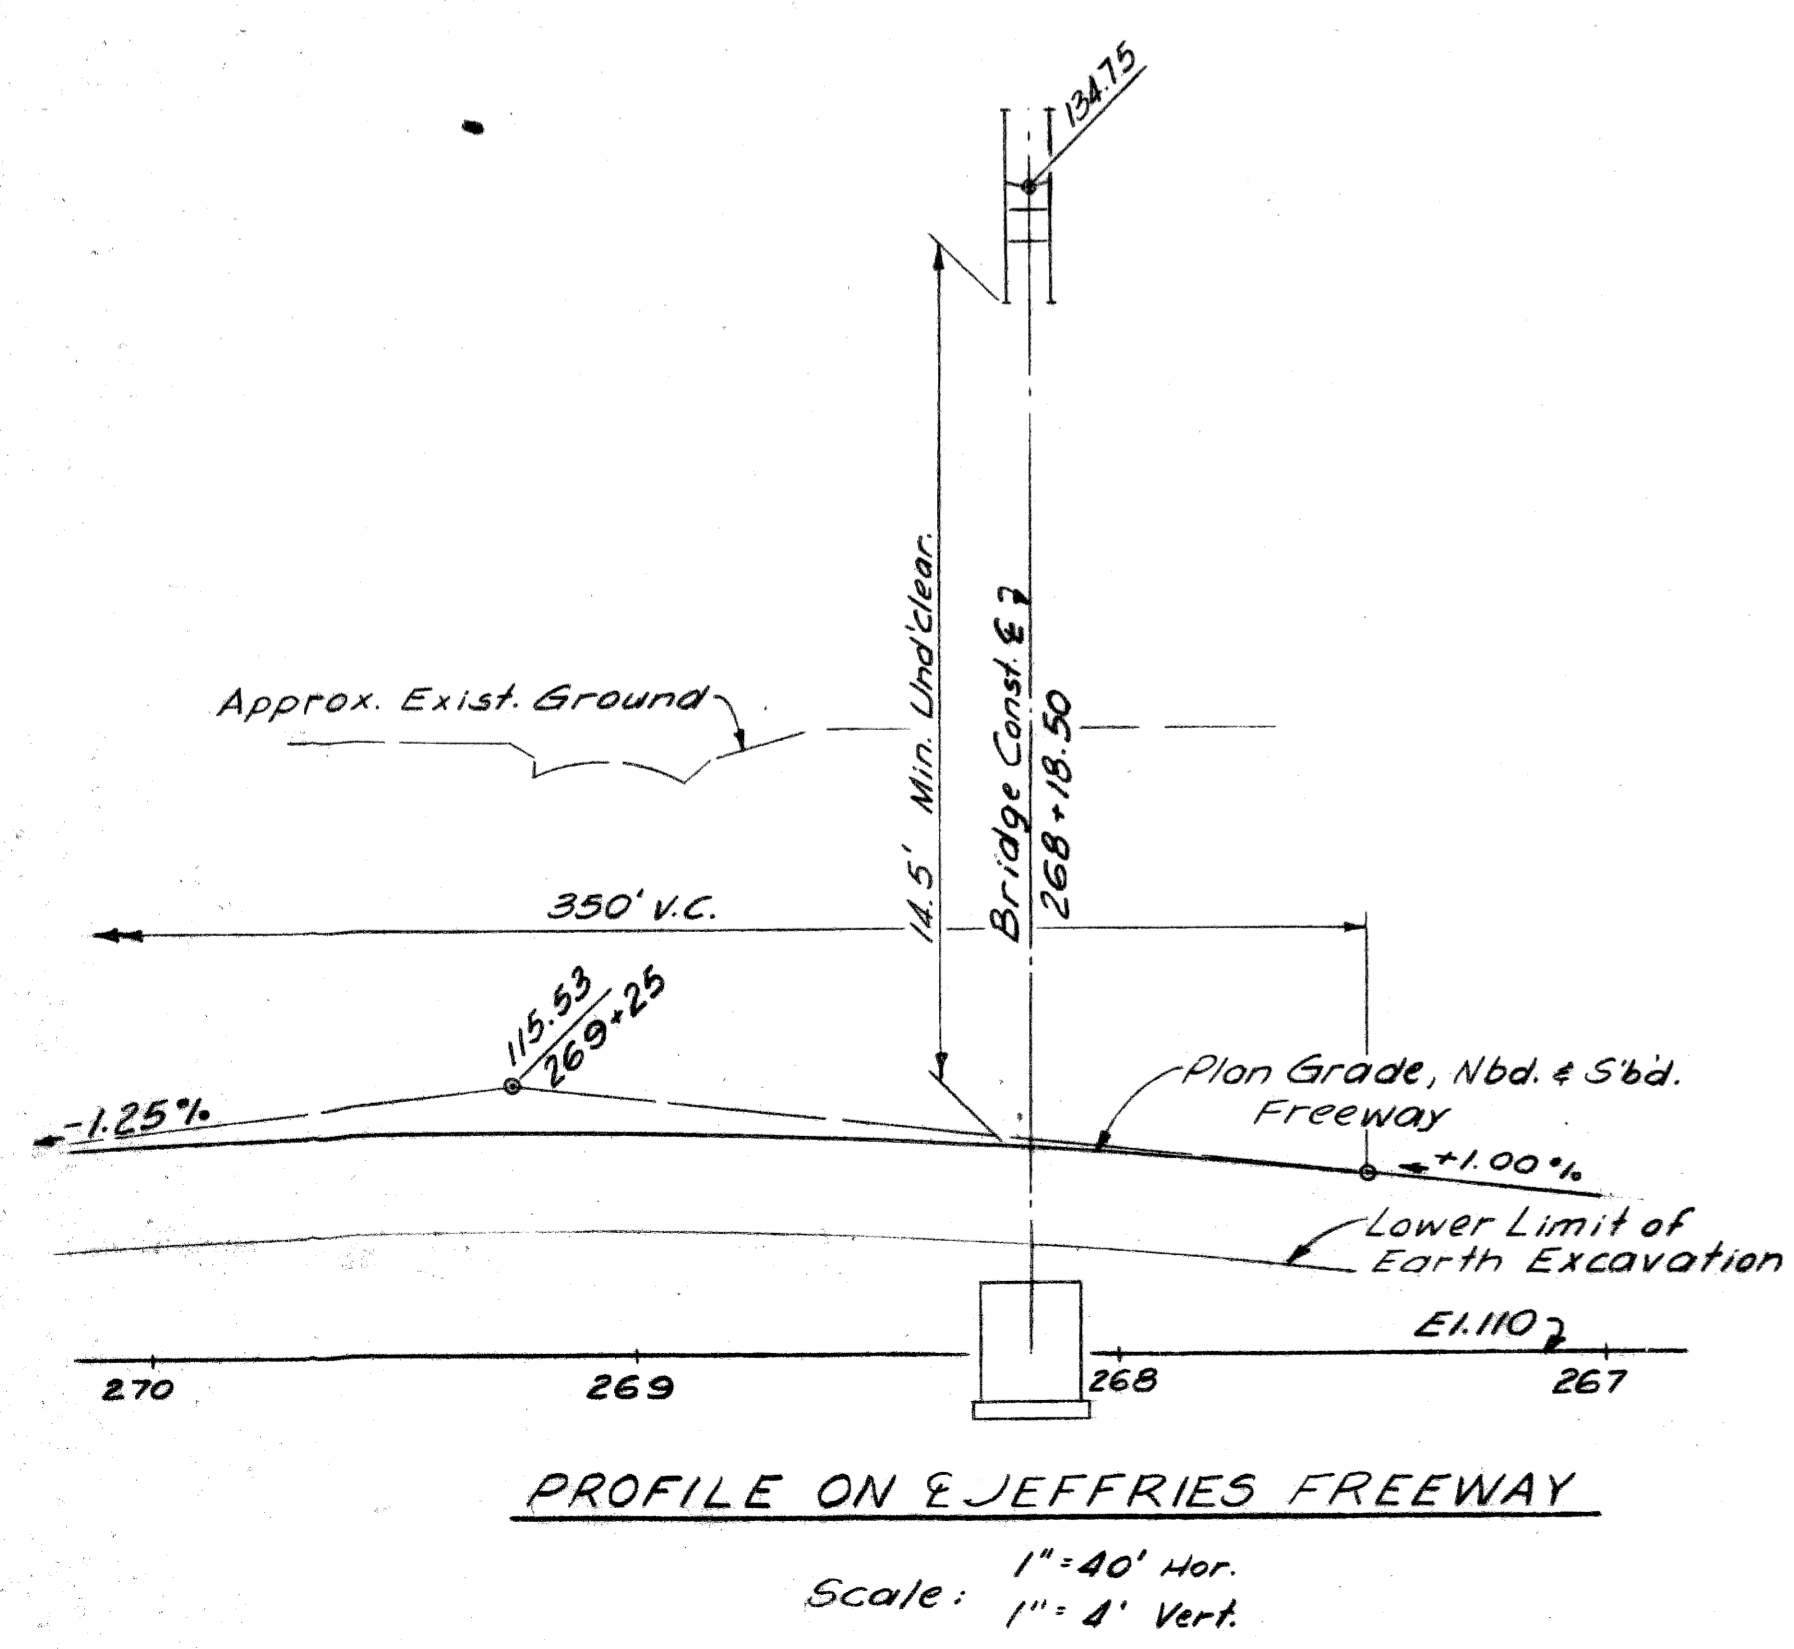 134.75
14.5' Min. Und'clear.
Bridge Const. ℄
268+18.50
Approx. Exist. Ground
350' V.C.
115.53
269+25
-1.25%
Plan Grade, Nbd. & S'bd.
Freeway
+1.00%
Lower Limit of
Earth Excavation
El.110
270
269
268
267
PROFILE ON ℄ JEFFRIES FREEWAY
Scale:
1"=40' Hor.
1"=4' Vert.